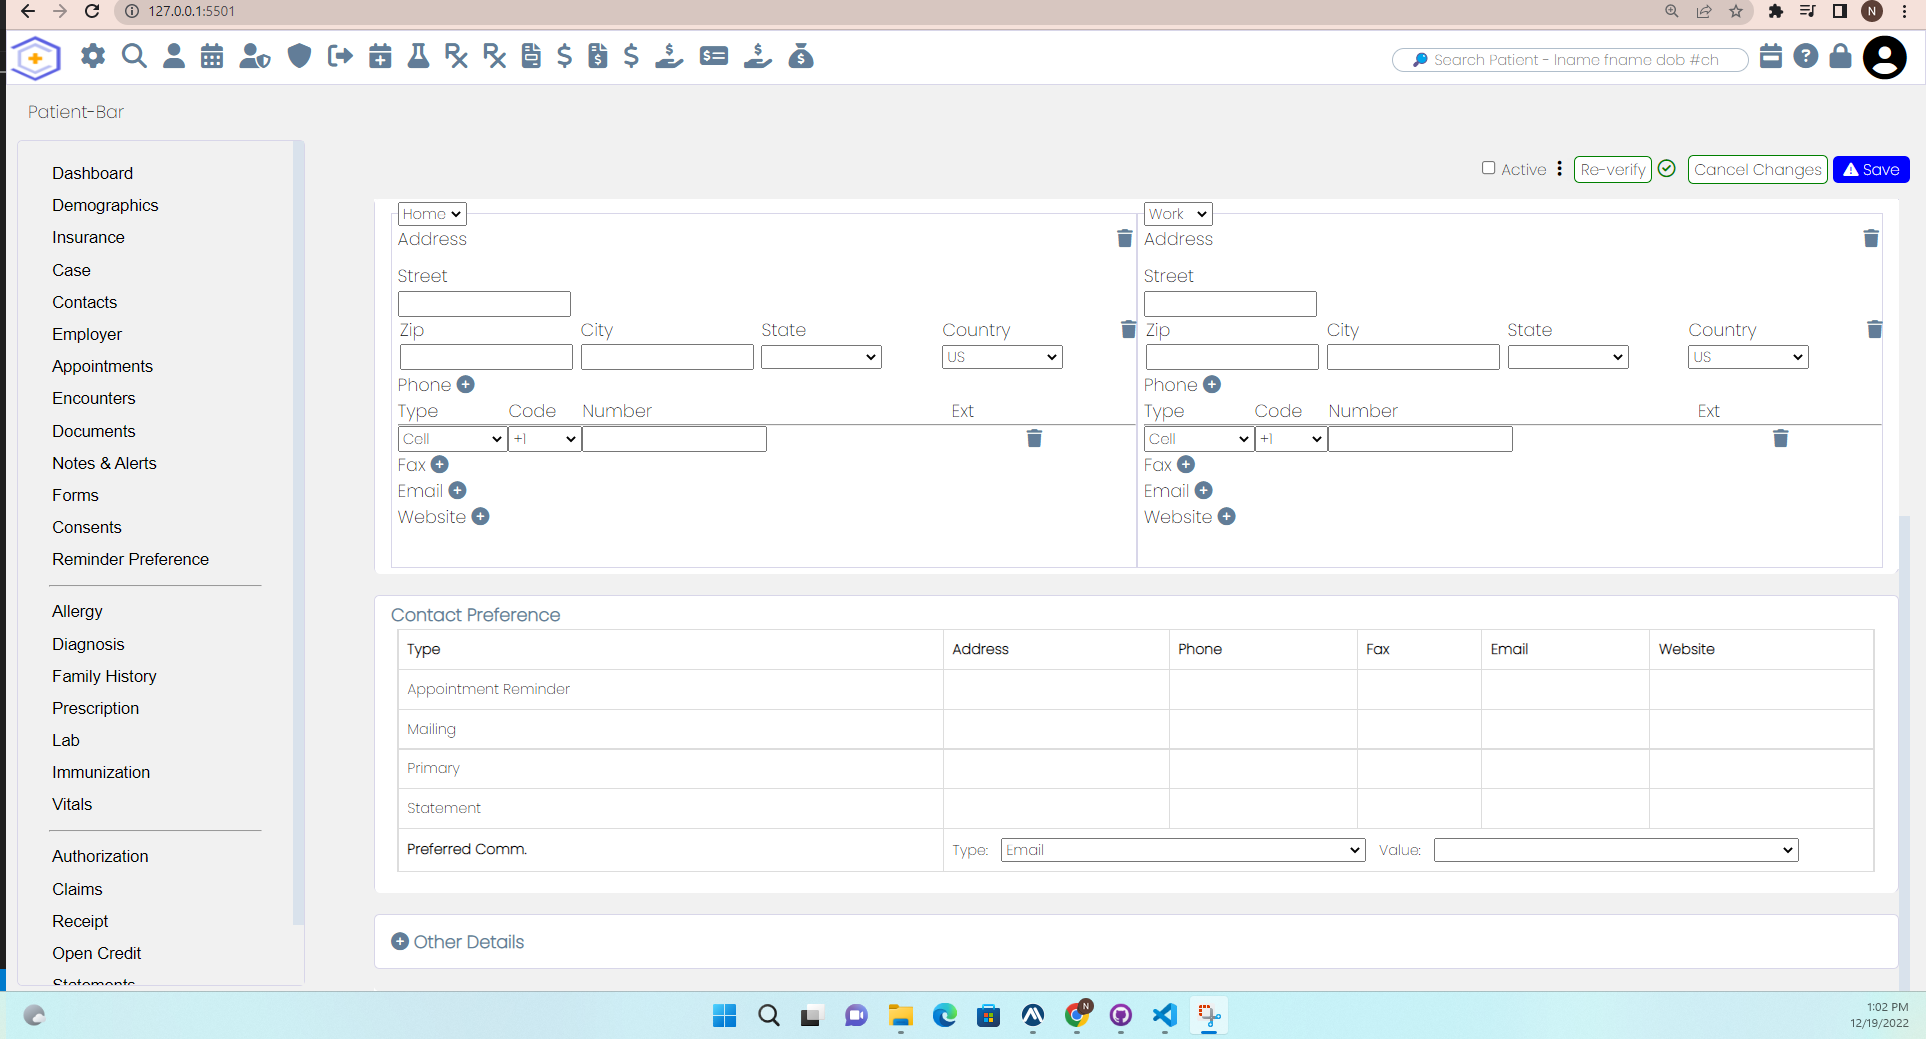 127.0.0.1:5501
N
Search Patient - lname fname dob #ch
Patient-Bar
Dashboard
Demographics
Insurance
Case
Contacts
Employer
Appointments
Encounters
Documents
Notes & Alerts
Forms
Consents
Reminder Preference
Allergy
Diagnosis
Family History
Prescription
Lab
Immunization
Vitals
Authorization
Claims
Receipt
Open Credit
Statements
Active
Re-verify
Cancel Changes
Save
Home
Address
Street
Zip City State Country
US
Phone
Type Code Number Ext
Cell +1
Fax
Email
Website
Work
Address
Street
Zip City State Country
US
Phone
Type Code Number Ext
Cell +1
Fax
Email
Website
Contact Preference
Type Address Phone Fax Email Website
Appointment Reminder
Mailing
Primary
Statement
Preferred Comm. Type: Email Value:
Other Details
N
1:02 PM
12/19/2022